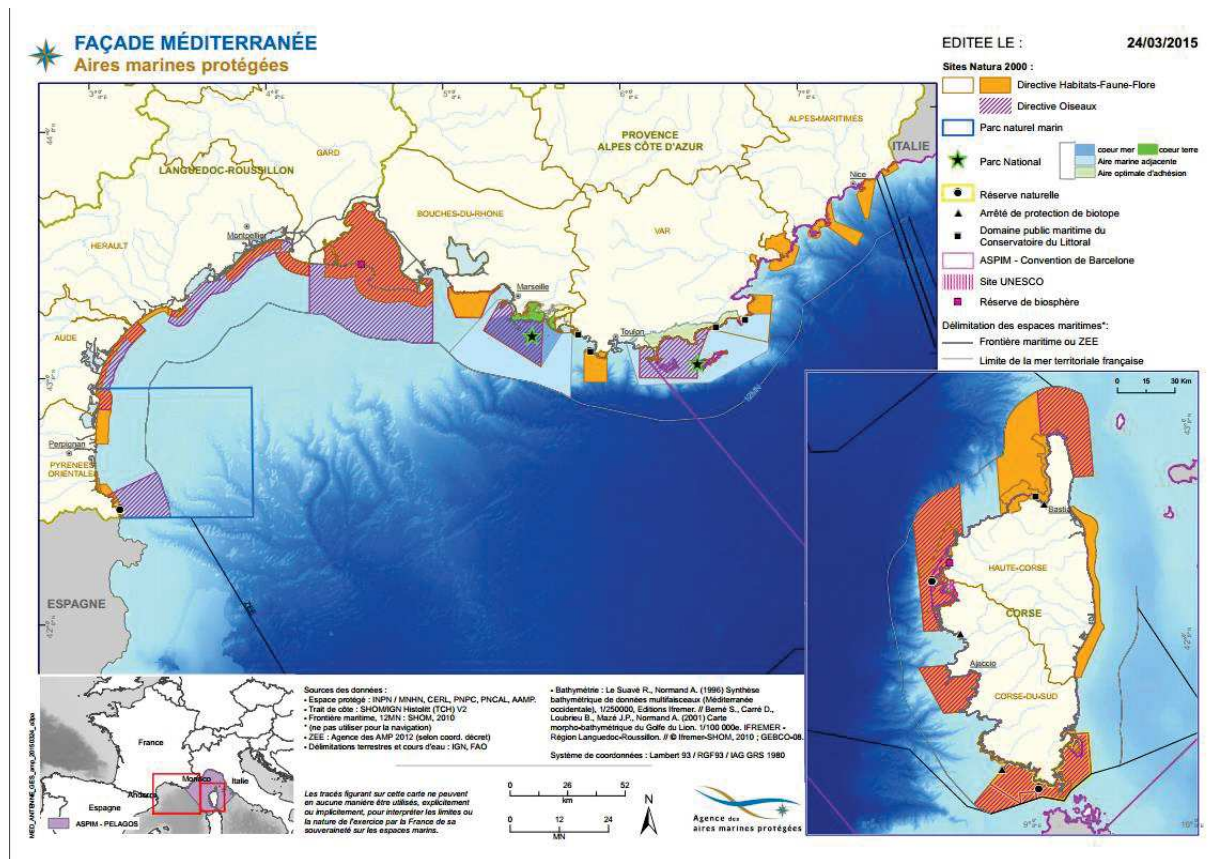 FAÇADE MÉDITERRANÉE
Aires marines protégées
EDITEE LE : 24/03/2015
Sites Natura 2000 :
Directive Habitats-Faune-Flore
Directive Oiseaux
Parc naturel marin
Parc National
coeur mer
coeur terre
Aire marine adjacente
Aire optimale d'adhésion
Réserve naturelle
Arrêté de protection de biotope
Domaine public maritime du
Conservatoire du Littoral
ASPIM - Convention de Barcelone
Site UNESCO
Réserve de biosphère
Délimitation des espaces maritimes*:
Frontière maritime ou ZEE
Limite de la mer territoriale française
ALPES-MARITIMES
PROVENCE
ALPES CÔTE D'AZUR
ITALIE
GARD
LANGUEDOC-ROUSSILLON
Nice
BOUCHES-DU-RHÔNE
VAR
Montpellier
HERAULT
Marseille
Toulon
AUDE
12MN
Perpignan
PYRENEES
ORIENTALE
ESPAGNE
ZEE
0 15 30 Km
Bastia
HAUTE-CORSE
CORSE
Ajaccio
CORSE-DU-SUD
France
Monaco
Andorre
Italie
Espagne
ASPIM - PELAGOS
Sources des données :
• Espace protégé : INPN / MNHN, CERL, PNPC, PNCAL, AAMP.
• Trait de côte : SHOM/IGN Histolitt (TCH) V2
• Frontière maritime, 12MN : SHOM, 2010
(ne pas utiliser pour la navigation)
• ZEE : Agence des AMP 2012 (selon coord. décret)
• Délimitations terrestres et cours d'eau : IGN, FAO
• Bathymétrie : Le Suavé R., Normand A. (1996) Synthèse
bathymétrique de données multifaisceaux (Méditerranée
occidentale), 1/250000, Editions Ifremer. // Berné S., Carré D.,
Loubrieu B., Mazé J.P., Normand A. (2001) Carte
morpho-bathymétrique du Golfe du Lion. 1/100 000e. IFREMER -
Région Languedoc-Roussillon. // © Ifremer-SHOM, 2010 ; GEBCO-08.
Système de coordonnées : Lambert 93 / RGF93 / IAG GRS 1980
Les tracés figurant sur cette carte ne peuvent
en aucune manière être utilisés, explicitement
ou implicitement, pour interpréter les limites ou
la nature de l'exercice par la France de sa
souveraineté sur les espaces marins.
0 26 52
km
0 12 24
MN
N
Agence des
aires marines protégées